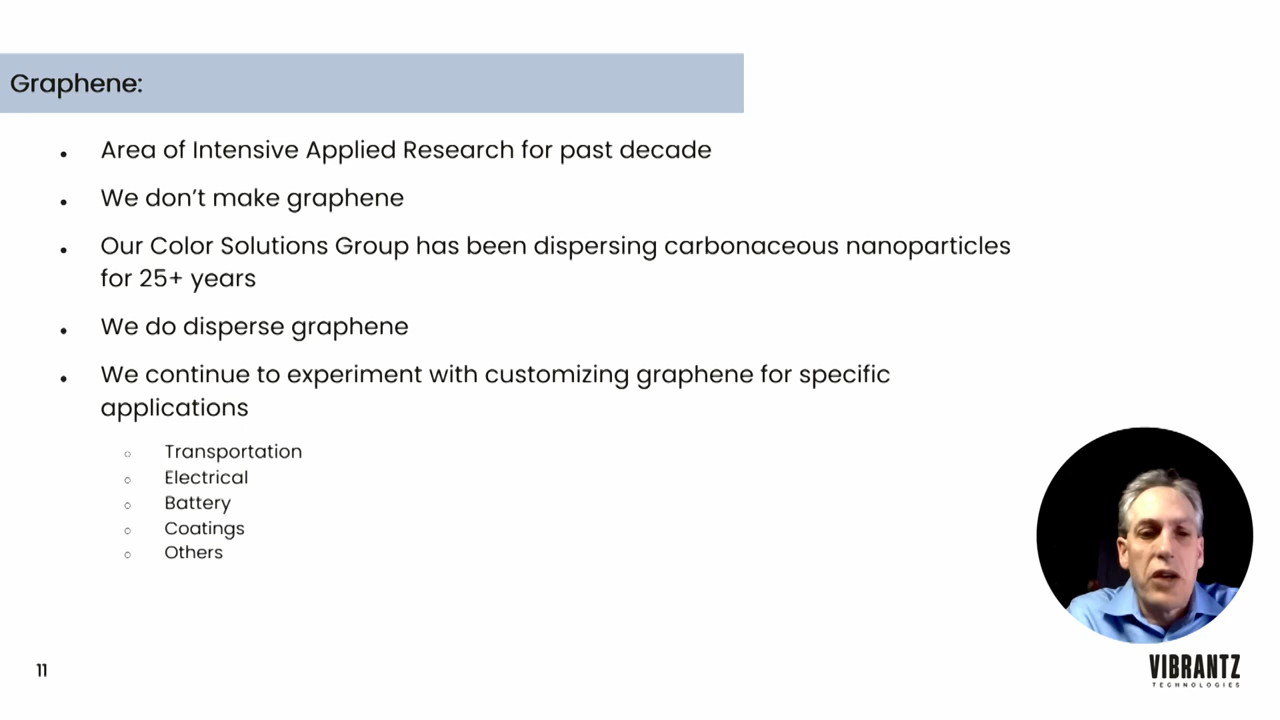 Graphene:
• Area of Intensive Applied Research for past decade
• We don’t make graphene
• Our Color Solutions Group has been dispersing carbonaceous nanoparticles
for 25+ years
• We do disperse graphene
• We continue to experiment with customizing graphene for specific
applications
○ Transportation
○ Electrical
○ Battery
○ Coatings
○ Others
11
VIBRANTZ
TECHNOLOGIES